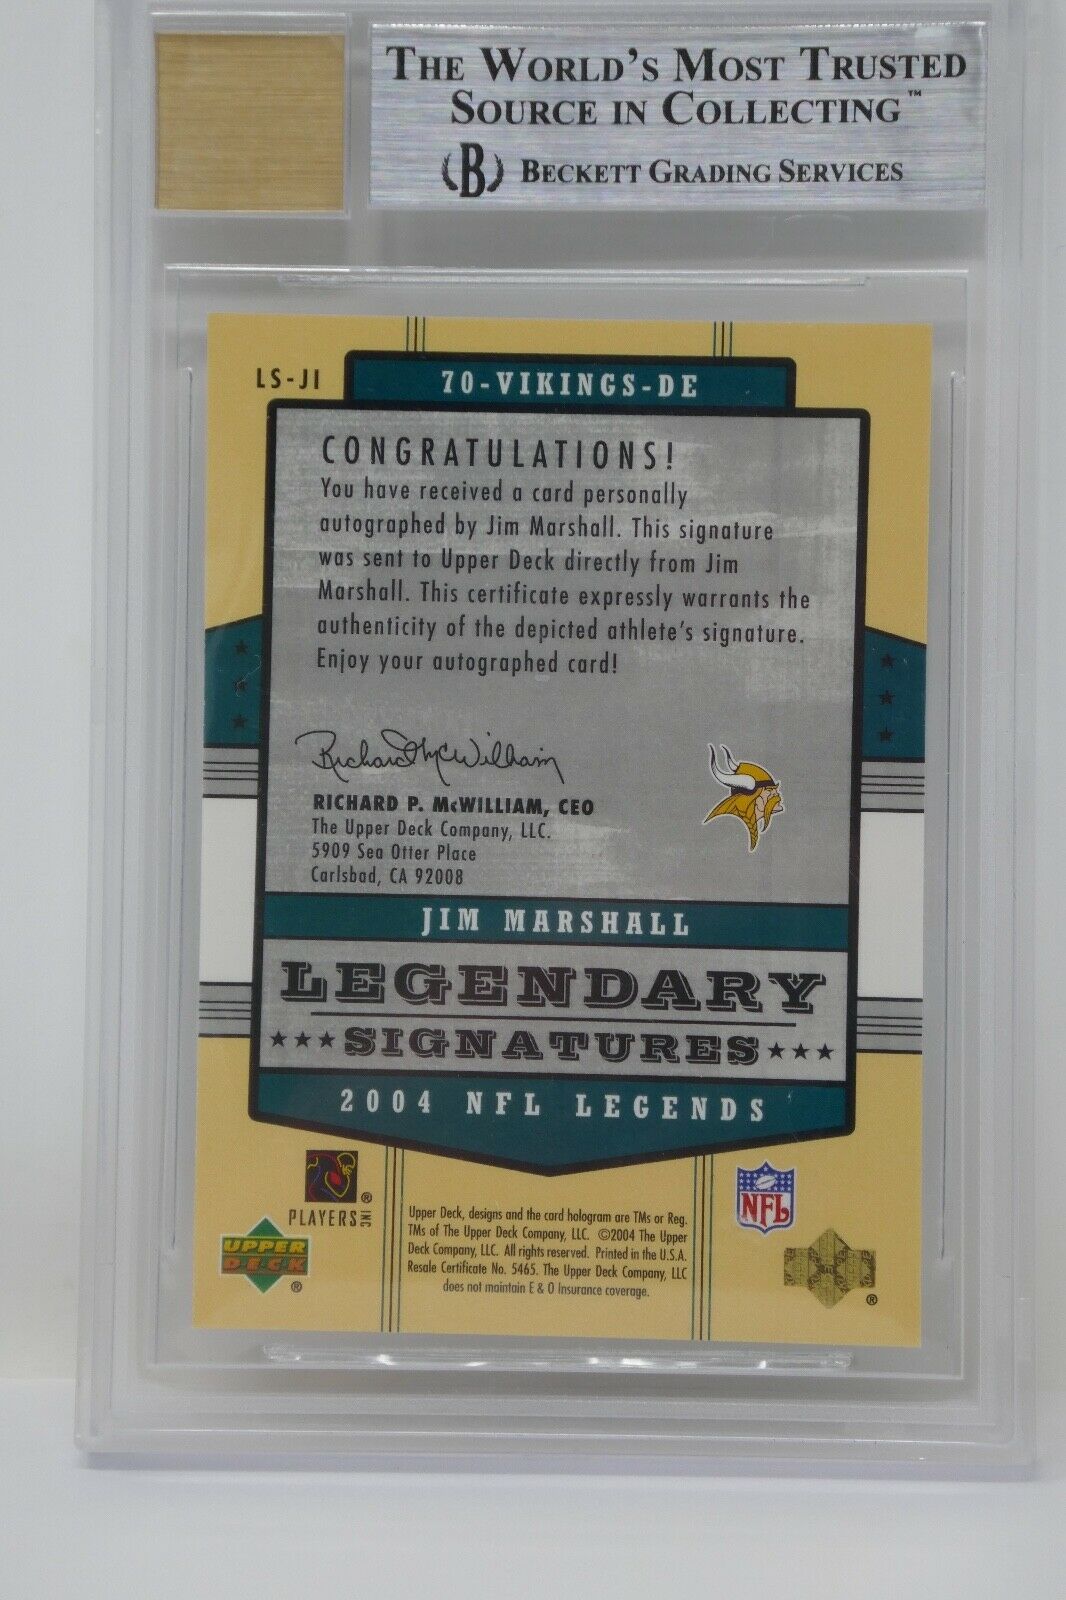 THE WORLD'S MOST TRUSTED
SOURCE IN COLLECTING™
B BECKETT GRADING SERVICES
LS-JI
70-VIKINGS-DE
CONGRATULATIONS!
You have received a card personally
autographed by Jim Marshall. This signature
was sent to Upper Deck directly from Jim
Marshall. This certificate expressly warrants the
authenticity of the depicted athlete's signature.
Enjoy your autographed card!
Richard McWilliam
RICHARD P. McWILLIAM, CEO
The Upper Deck Company, LLC.
5909 Sea Otter Place
Carlsbad, CA 92008
JIM MARSHALL
LEGENDARY
★★★SIGNATURES★★★
2004 NFL LEGENDS
PLAYERS INC ®
UPPER
DECK ®
Upper Deck, designs and the card hologram are TMs or Reg.
TMs of The Upper Deck Company, LLC. ©2004 The Upper
Deck Company, LLC. All rights reserved. Printed in the U.S.A.
Resale Certificate No. 5465. The Upper Deck Company, LLC
does not maintain E & O Insurance coverage.
NFL
®